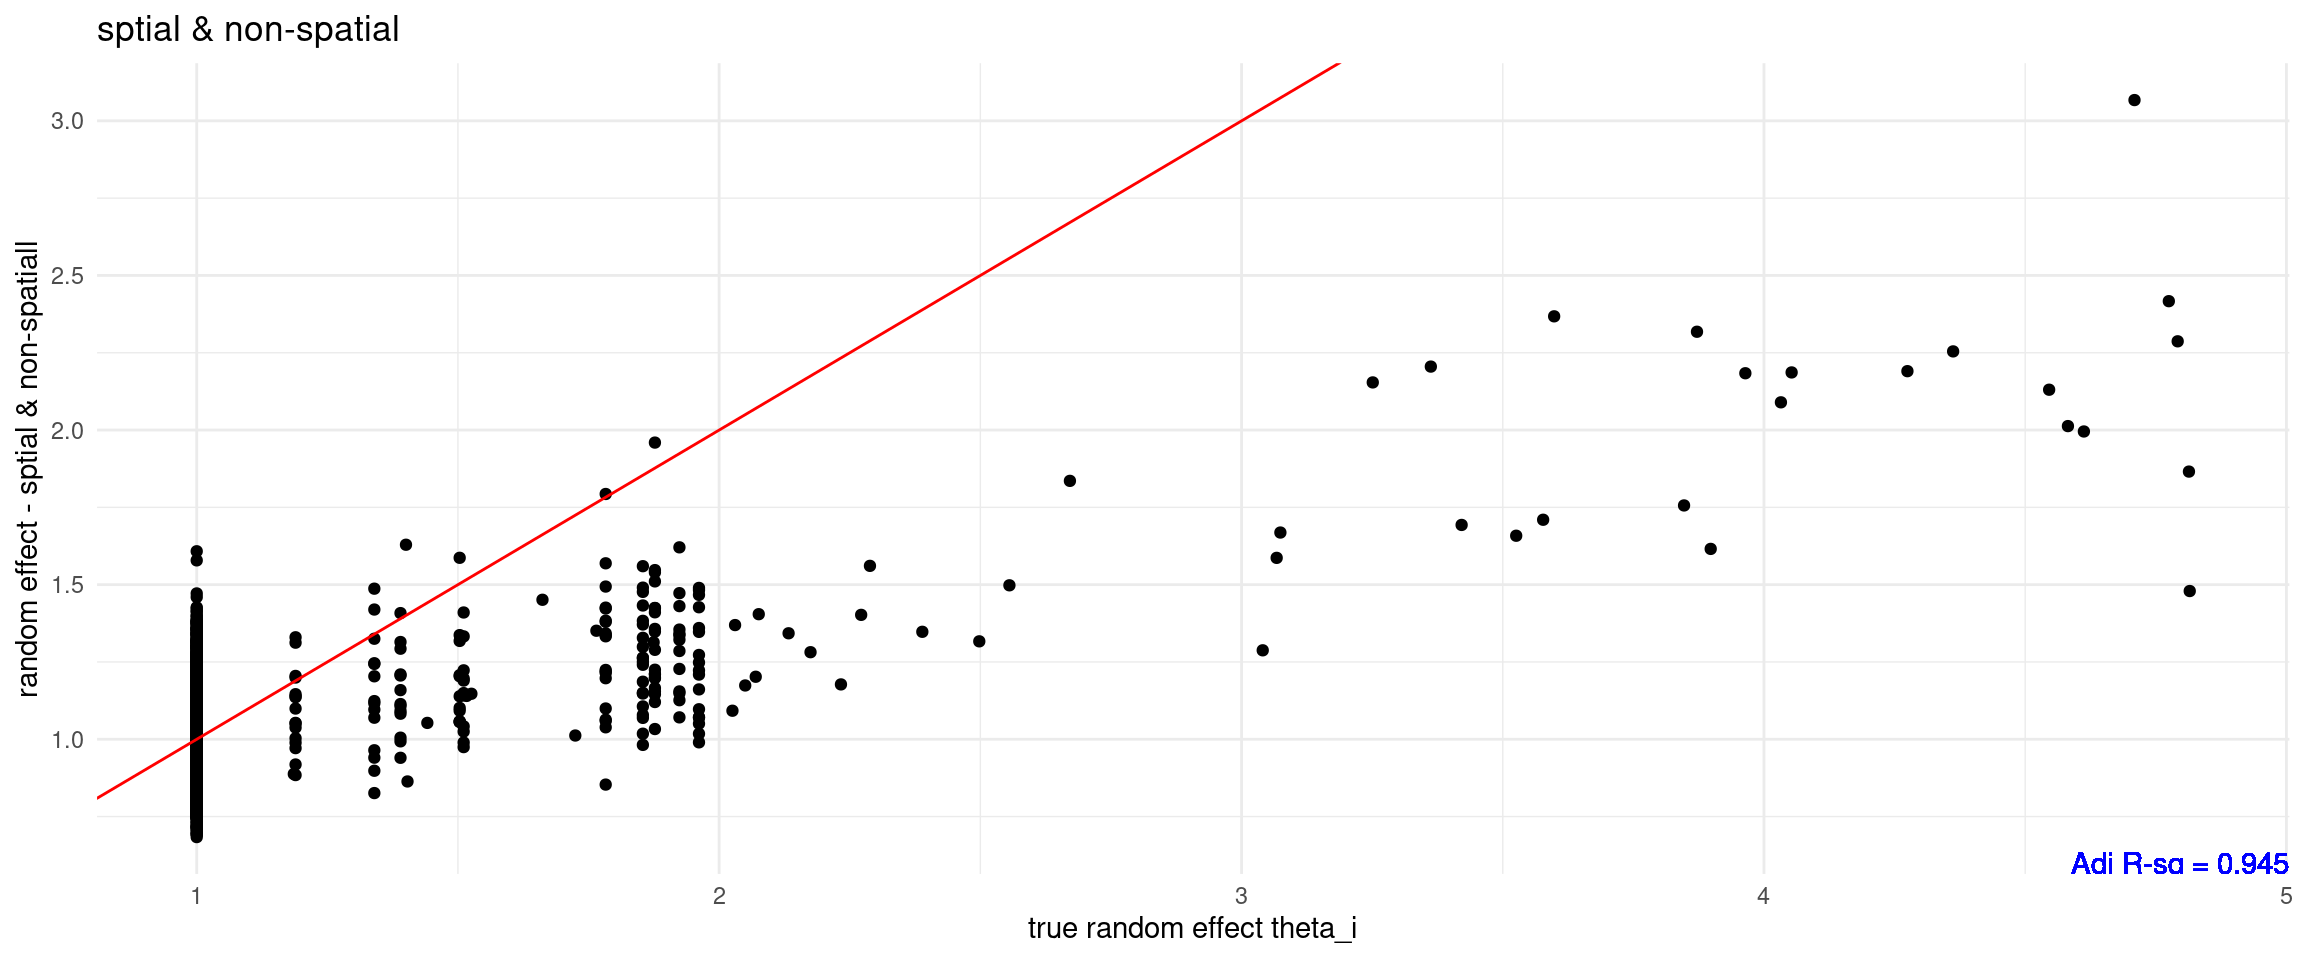 sptial & non-spatial
random effect - sptial & non-spatiall
3.0
2.5
2.0
1.5
1.0
Adj R-sq = 0.945
1 2 3 4 5
true random effect theta_i